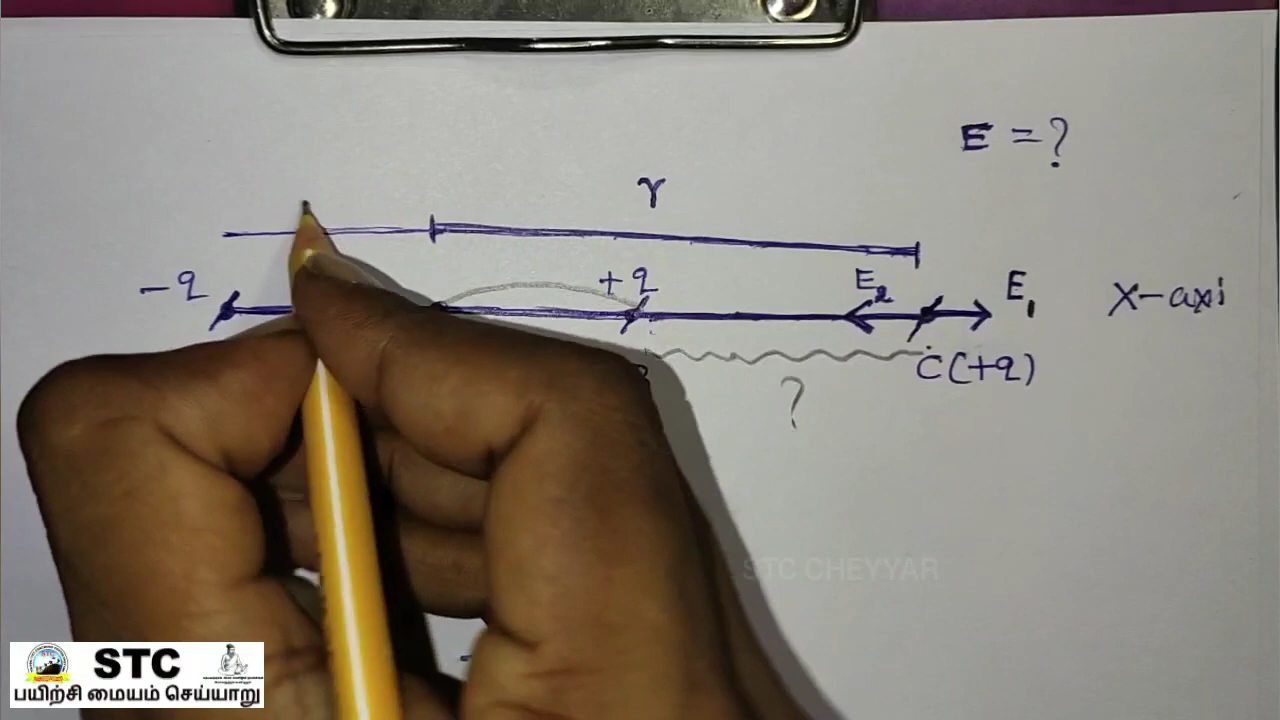 E = ?
r
-q
+q
E2
E1
X-axi
C(+q)
?
STC CHEYYAR
STC
பயிற்சி மையம் செய்யாறு